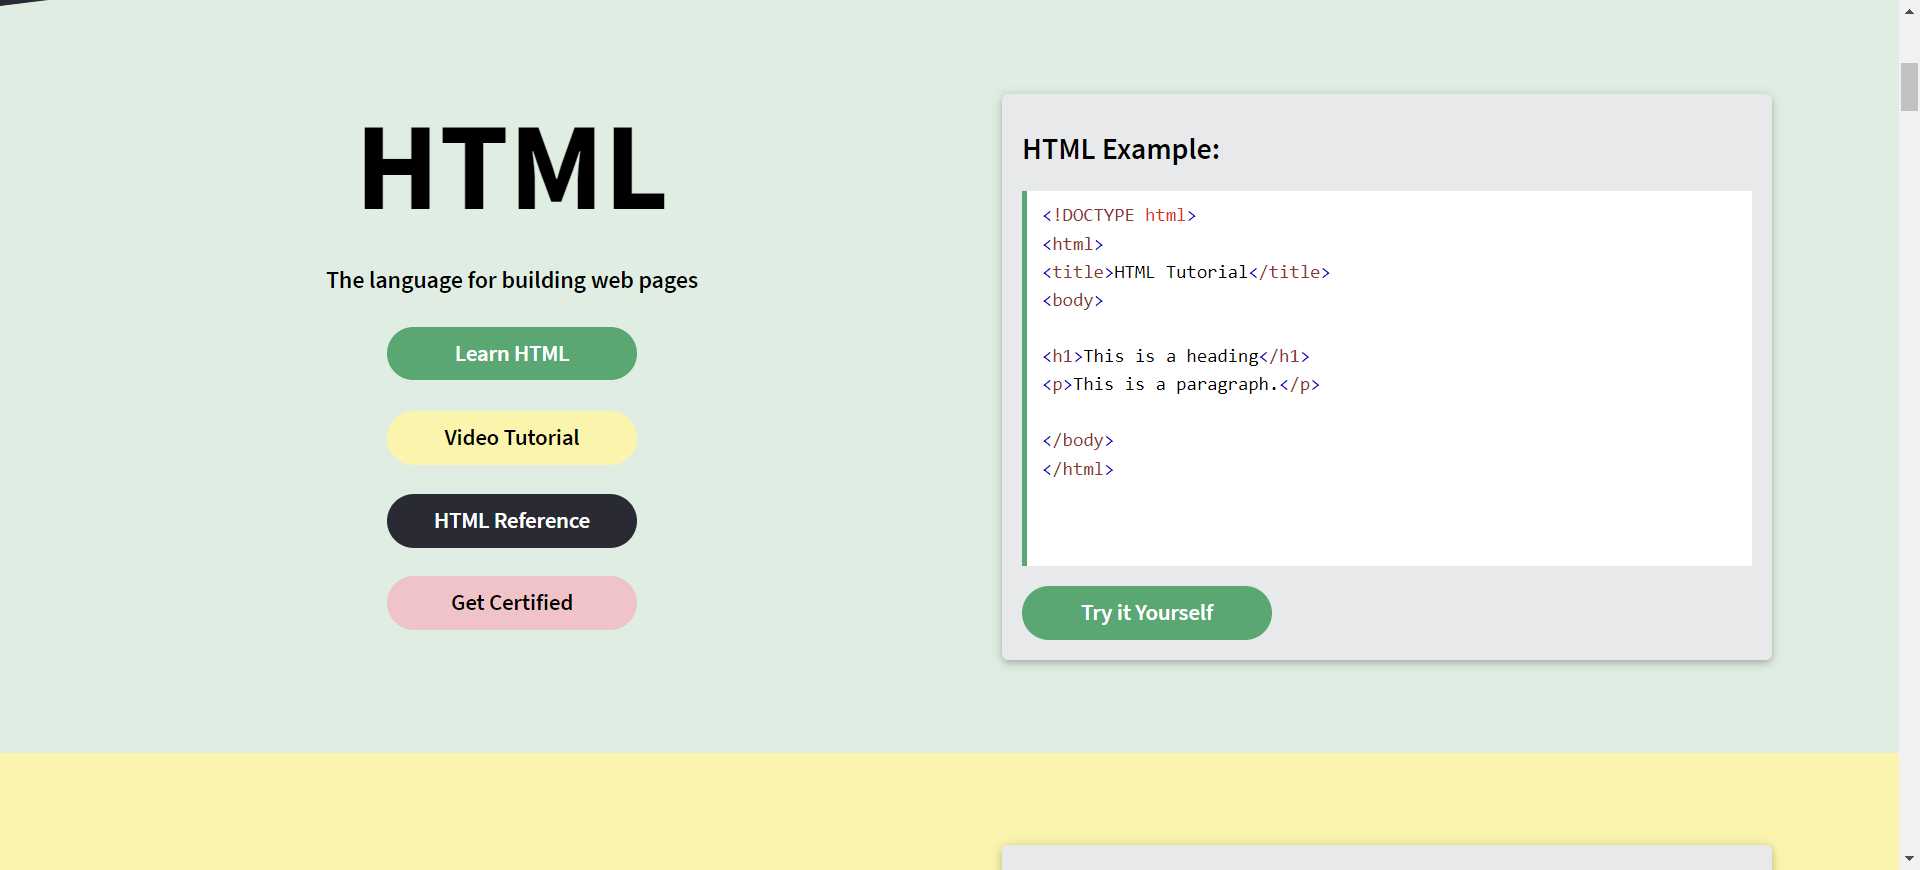 HTML
The language for building web pages
Learn HTML
Video Tutorial
HTML Reference
Get Certified
HTML Example:
<!DOCTYPE html>
<html>
<title>HTML Tutorial</title>
<body>
<h1>This is a heading</h1>
<p>This is a paragraph.</p>
</body>
</html>
Try it Yourself